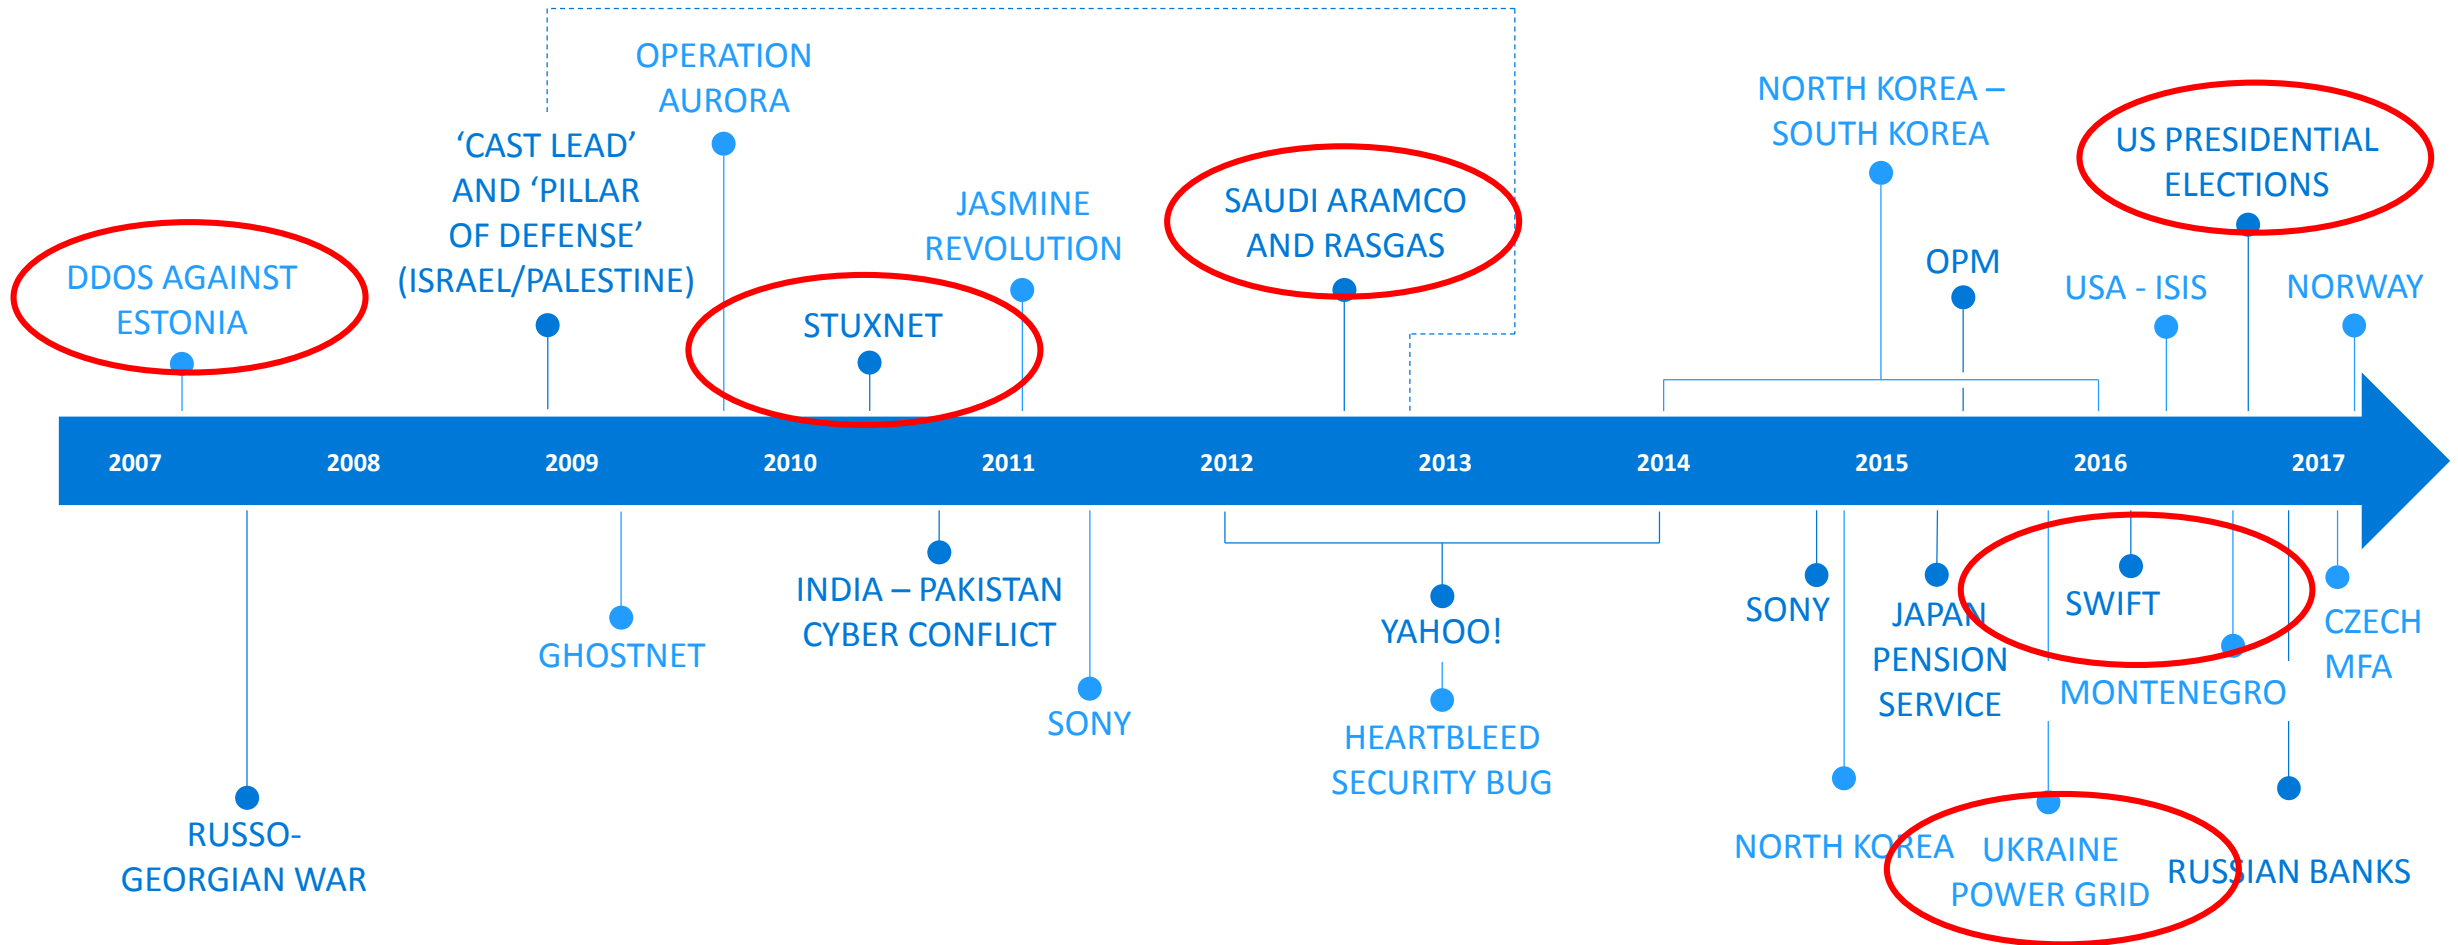 OPERATION
AURORA
‘CAST LEAD’
AND ‘PILLAR
OF DEFENSE’
(ISRAEL/PALESTINE)
NORTH KOREA –
SOUTH KOREA
US PRESIDENTIAL
ELECTIONS
JASMINE
REVOLUTION
SAUDI ARAMCO
AND RASGAS
DDOS AGAINST
ESTONIA
STUXNET
OPM
USA - ISIS
NORWAY
2007
2008
2009
2010
2011
2012
2013
2014
2015
2016
2017
RUSSO-
GEORGIAN WAR
GHOSTNET
INDIA – PAKISTAN
CYBER CONFLICT
SONY
YAHOO!
HEARTBLEED
SECURITY BUG
SONY
NORTH KOREA
JAPAN
PENSION
SERVICE
UKRAINE
POWER GRID
SWIFT
MONTENEGRO
RUSSIAN BANKS
CZECH
MFA